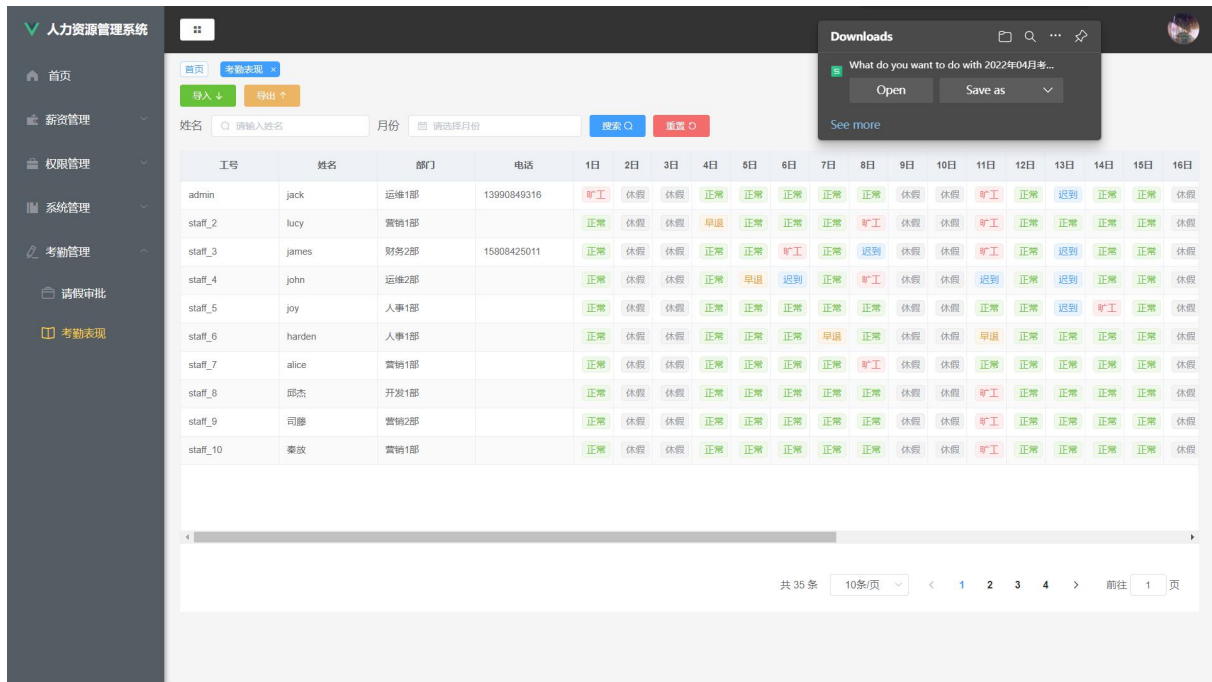 人力资源管理系统
首页
薪资管理
权限管理
系统管理
考勤管理
请假审批
考勤表现
首页 考勤表现 ×
导入 导出
姓名 请输入姓名 月份 请选择月份 搜索 重置
Downloads
What do you want to do with 2022年04月考...
Open Save as
See more
工号 姓名 部门 电话 1日 2日 3日 4日 5日 6日 7日 8日 9日 10日 11日 12日 13日 14日 15日 16日
admin jack 运维1部 13990849316 旷工 休假 休假 正常 正常 正常 正常 正常 休假 休假 旷工 正常 迟到 正常 正常 休假
staff_2 lucy 营销1部 正常 休假 休假 早退 正常 正常 正常 旷工 休假 休假 旷工 正常 正常 正常 正常 休假
staff_3 james 财务2部 15808425011 正常 休假 休假 正常 正常 旷工 正常 迟到 休假 休假 旷工 正常 迟到 正常 正常 休假
staff_4 john 运维2部 正常 休假 休假 正常 早退 迟到 正常 旷工 休假 休假 迟到 正常 迟到 正常 正常 休假
staff_5 joy 人事1部 正常 休假 休假 正常 正常 正常 正常 正常 休假 休假 正常 正常 迟到 旷工 正常 休假
staff_6 harden 人事1部 正常 休假 休假 正常 正常 正常 早退 正常 休假 休假 早退 正常 正常 正常 正常 休假
staff_7 alice 营销1部 正常 休假 休假 正常 正常 正常 正常 旷工 休假 休假 正常 正常 正常 正常 正常 休假
staff_8 邱杰 开发1部 正常 休假 休假 正常 正常 正常 正常 正常 休假 休假 旷工 正常 正常 正常 正常 休假
staff_9 司藤 营销2部 正常 休假 休假 正常 正常 正常 正常 正常 休假 休假 旷工 正常 正常 正常 正常 休假
staff_10 秦放 营销1部 正常 休假 休假 正常 正常 正常 正常 正常 休假 休假 旷工 正常 正常 正常 正常 休假
共 35 条 10条/页 1 2 3 4 前往 1 页